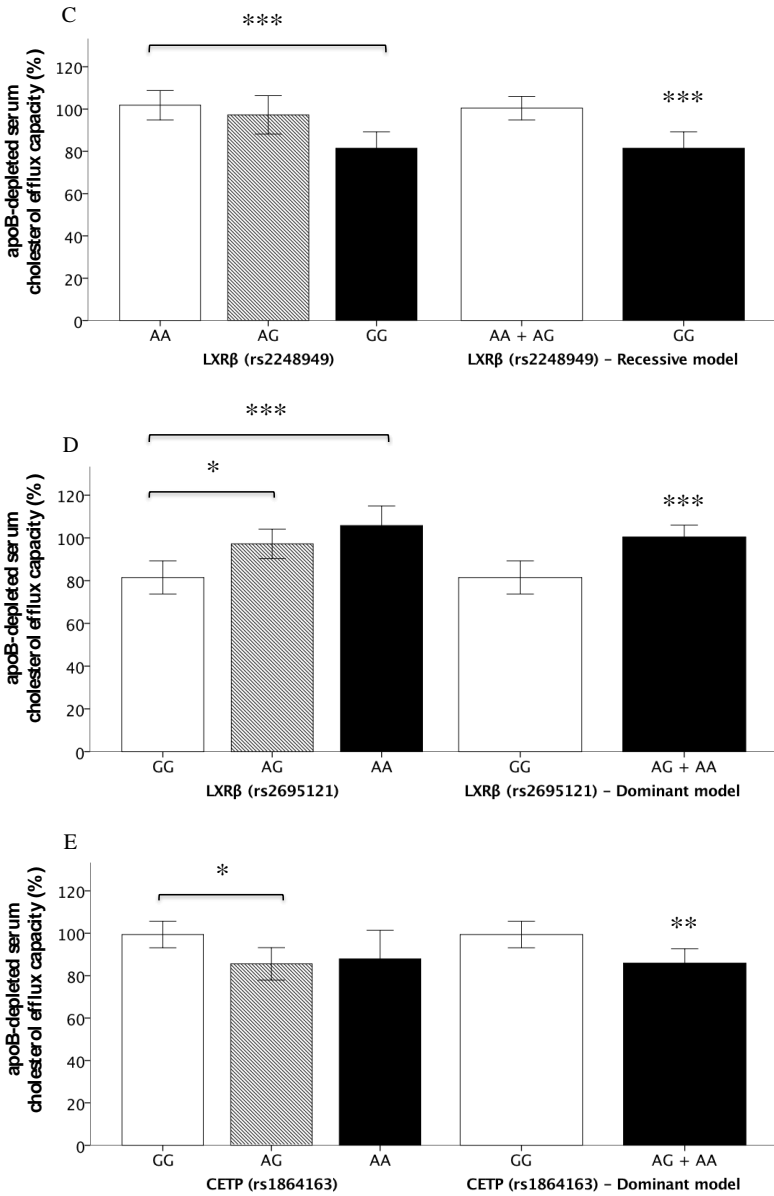 C
***
apoB-depleted serum
cholesterol efflux capacity (%)
120
100
80
60
40
20
0
***
AA AG GG AA + AG GG
LXRβ (rs2248949) LXRβ (rs2248949) – Recessive model
D
***
*
apoB-depleted serum
cholesterol efflux capacity (%)
120
100
80
60
40
20
0
***
GG AG AA GG AG + AA
LXRβ (rs2695121) LXRβ (rs2695121) – Dominant model
E
*
apoB-depleted serum
cholesterol efflux capacity (%)
120
100
80
60
40
20
0
**
GG AG AA GG AG + AA
CETP (rs1864163) CETP (rs1864163) – Dominant model